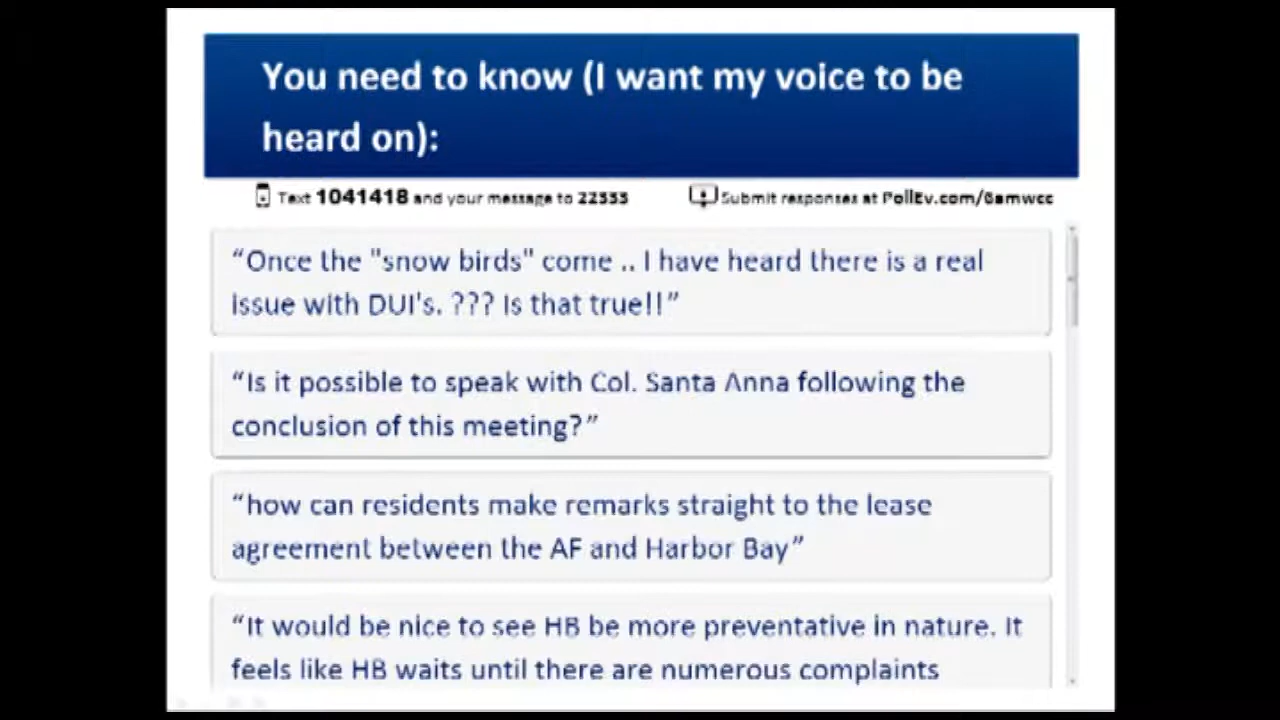 You need to know (I want my voice to be
heard on):
Text 1041418 and your message to 22333
Submit responses at PollEv.com/6amwcc
“Once the "snow birds" come .. I have heard there is a real
issue with DUI's. ??? Is that true!!”
“Is it possible to speak with Col. Santa Anna following the
conclusion of this meeting?”
“how can residents make remarks straight to the lease
agreement between the AF and Harbor Bay”
“It would be nice to see HB be more preventative in nature. It
feels like HB waits until there are numerous complaints